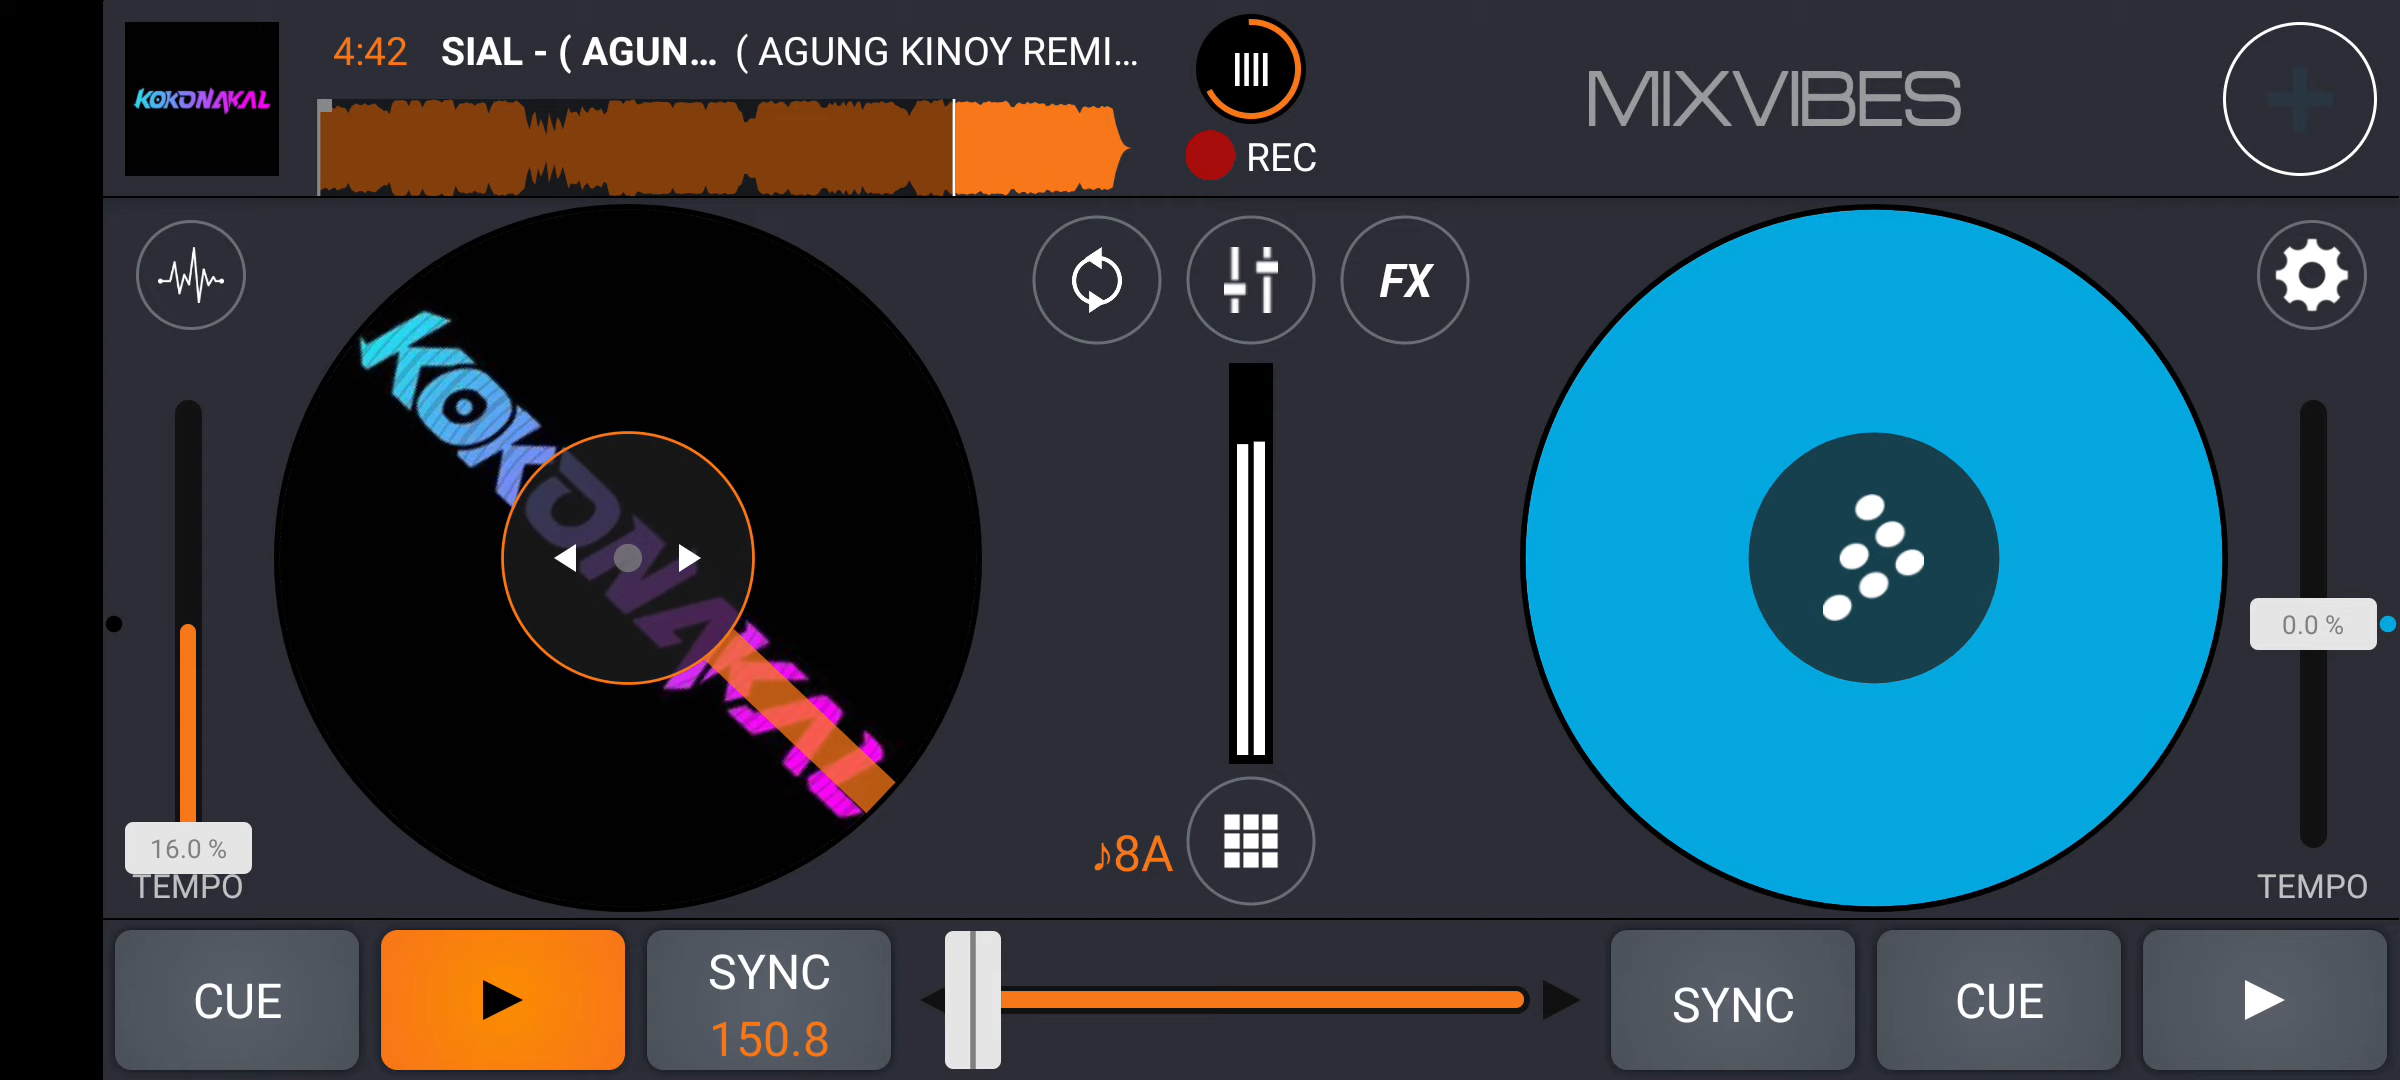 KOKONAKAL
4:42 SIAL - ( AGUN... ( AGUNG KINOY REMI...
REC
MIXVIBES
FX
KOKONAKAL
16.0 %
TEMPO
♪8A
0.0 %
TEMPO
CUE
SYNC
150.8
SYNC
CUE